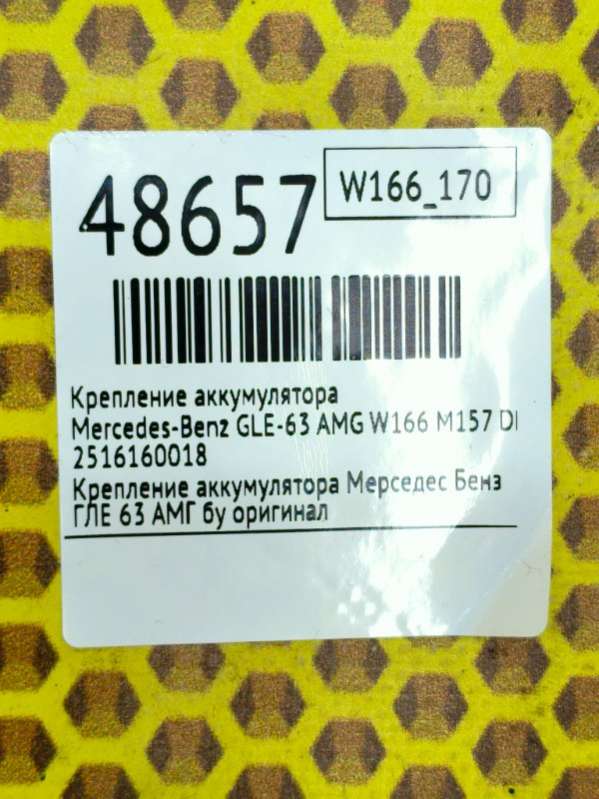 48657
W166_170
Крепление аккумулятора
Mercedes-Benz GLE-63 AMG W166 M157 DI
2516160018
Крепление аккумулятора Мерседес Бенз
ГЛЕ 63 АМГ бу оригинал